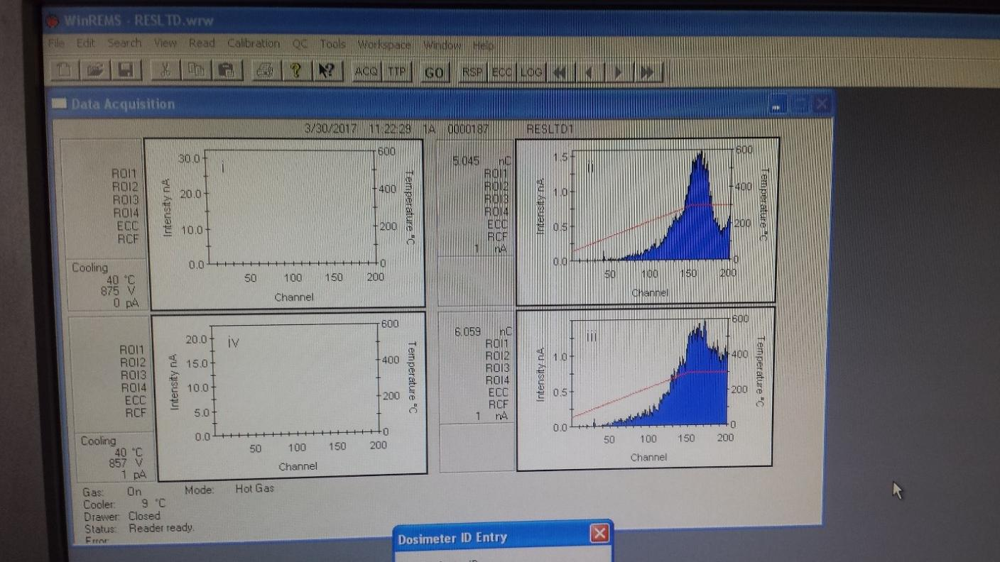 WinREMS - RESLTD.wrw
File Edit Search View Read Calibration QC Tools Workspace Window Help
ACQ TTP GO RSP ECC LOG
Data Acquisition
3/30/2017 11:22:29 1A 0000187 RESLTD1
ROI1
ROI2
ROI3
ROI4
ECC
RCF
Cooling
40 °C
875 V
0 pA
i
30.0
20.0
10.0
0.0
Intensity nA
600
400
200
0
Temperature °C
50 100 150 200
Channel
5.045 nC
ROI1
ROI2
ROI3
ROI4
ECC
RCF
1 nA
ii
1.5
1.0
0.5
0.0
Intensity nA
600
400
200
0
Temperature °C
50 100 150 200
Channel
ROI1
ROI2
ROI3
ROI4
ECC
RCF
Cooling
40 °C
857 V
1 pA
iv
20.0
15.0
10.0
5.0
0.0
Intensity nA
600
400
200
0
Temperature °C
50 100 150 200
Channel
6.059 nC
ROI1
ROI2
ROI3
ROI4
ECC
RCF
1 nA
iii
1.0
0.5
0.0
Intensity nA
600
400
200
0
Temperature °C
50 100 150 200
Channel
Gas: On Mode: Hot Gas
Cooler: 9 °C
Drawer: Closed
Status: Reader ready.
Error:
Dosimeter ID Entry